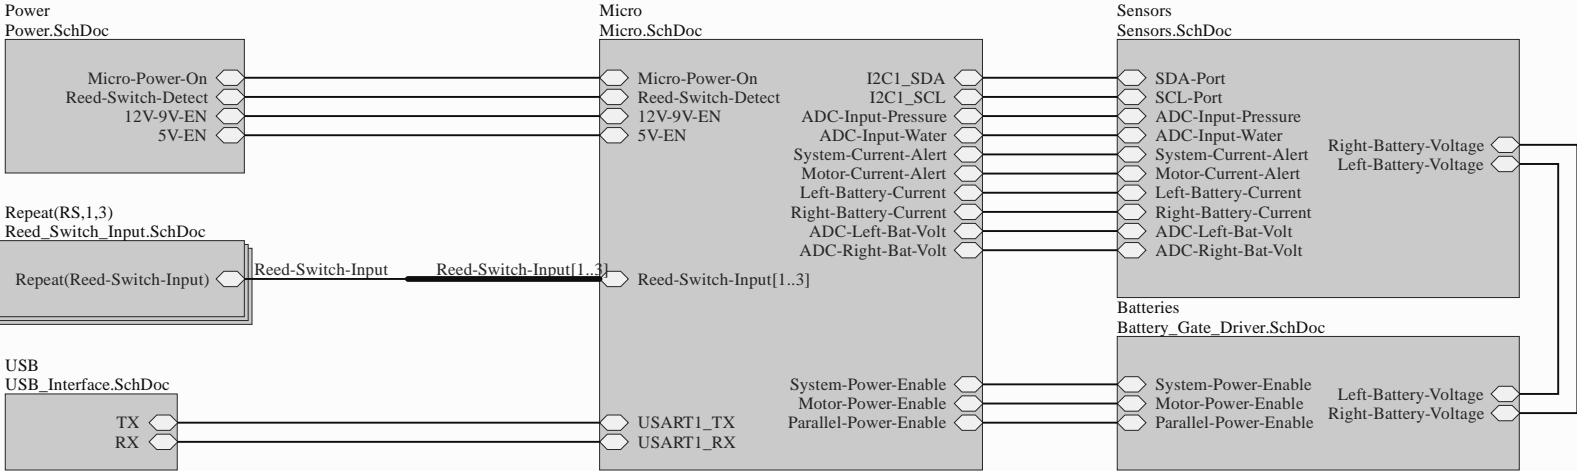 Power
Power.SchDoc
Micro-Power-On
Reed-Switch-Detect
12V-9V-EN
5V-EN
Repeat(RS,1,3)
Reed_Switch_Input.SchDoc
Repeat(Reed-Switch-Input)
Reed-Switch-Input
Reed-Switch-Input[1..3]
USB
USB_Interface.SchDoc
TX
RX
Micro
Micro.SchDoc
Micro-Power-On
Reed-Switch-Detect
12V-9V-EN
5V-EN
Reed-Switch-Input[1..3]
USART1_TX
USART1_RX
I2C1_SDA
I2C1_SCL
ADC-Input-Pressure
ADC-Input-Water
System-Current-Alert
Motor-Current-Alert
Left-Battery-Current
Right-Battery-Current
ADC-Left-Bat-Volt
ADC-Right-Bat-Volt
System-Power-Enable
Motor-Power-Enable
Parallel-Power-Enable
Sensors
Sensors.SchDoc
SDA-Port
SCL-Port
ADC-Input-Pressure
ADC-Input-Water
System-Current-Alert
Motor-Current-Alert
Left-Battery-Current
Right-Battery-Current
ADC-Left-Bat-Volt
ADC-Right-Bat-Volt
Right-Battery-Voltage
Left-Battery-Voltage
Batteries
Battery_Gate_Driver.SchDoc
System-Power-Enable
Motor-Power-Enable
Parallel-Power-Enable
Left-Battery-Voltage
Right-Battery-Voltage